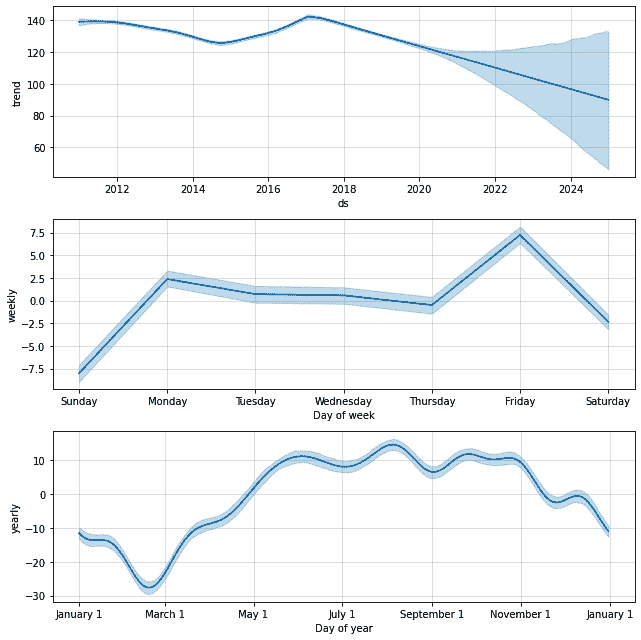 140
120
100
80
60
trend
2012 2014 2016 2018 2020 2022 2024
ds
7.5
5.0
2.5
0.0
−2.5
−5.0
−7.5
weekly
Sunday Monday Tuesday Wednesday Thursday Friday Saturday
Day of week
10
0
−10
−20
−30
yearly
January 1 March 1 May 1 July 1 September 1 November 1 January 1
Day of year